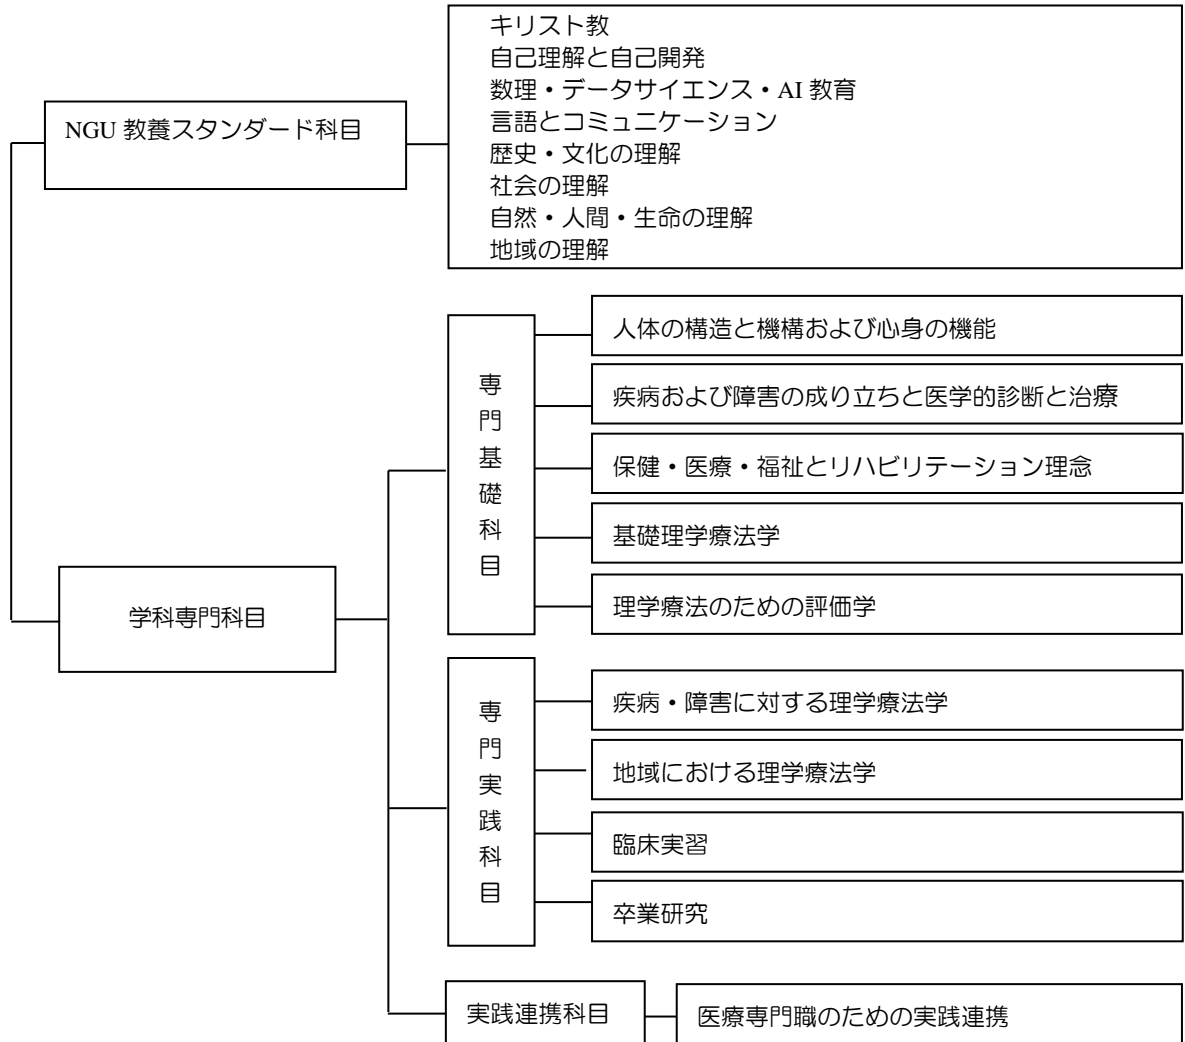 キリスト教
自己理解と自己開発
数理・データサイエンス・AI 教育
言語とコミュニケーション
歴史・文化の理解
社会の理解
自然・人間・生命の理解
地域の理解
NGU 教養スタンダード科目
学科専門科目
専門基礎科目
人体の構造と機構および心身の機能
疾病および障害の成り立ちと医学的診断と治療
保健・医療・福祉とリハビリテーション理念
基礎理学療法学
理学療法のための評価学
専門実践科目
疾病・障害に対する理学療法学
地域における理学療法学
臨床実習
卒業研究
実践連携科目
医療専門職のための実践連携